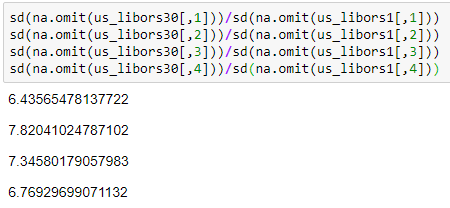 sd(na.omit(us_libors30[,1]))/sd(na.omit(us_libors1[,1]))
sd(na.omit(us_libors30[,2]))/sd(na.omit(us_libors1[,2]))
sd(na.omit(us_libors30[,3]))/sd(na.omit(us_libors1[,3]))
sd(na.omit(us_libors30[,4]))/sd(na.omit(us_libors1[,4]))
6.43565478137722
7.82041024787102
7.34580179057983
6.76929699071132